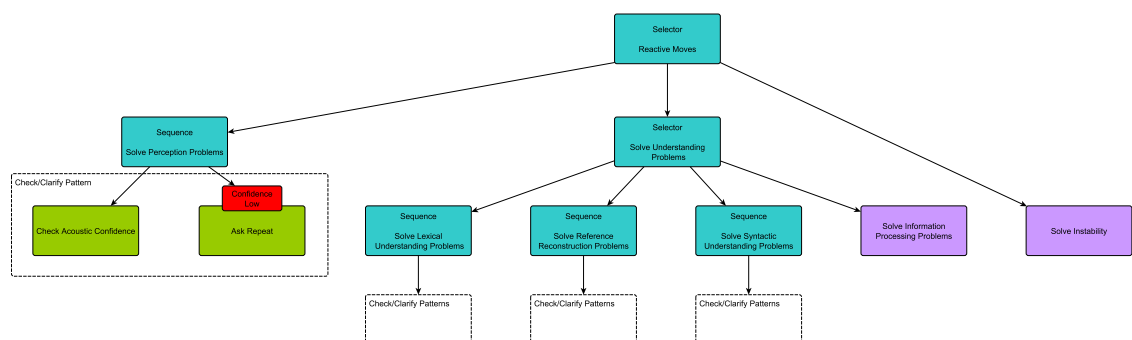 Selector
Reactive Moves
Sequence
Solve Perception Problems
Selector
Solve Understanding
Problems
Check/Clarify Pattern
Confidence
Low
Check Acoustic Confidence
Ask Repeat
Sequence
Solve Lexical
Understanding Problems
Sequence
Solve Reference
Reconstruction Problems
Sequence
Solve Syntactic
Understanding Problems
Solve Information
Processing Problems
Solve Instability
Check/Clarify Patterns
Check/Clarify Patterns
Check/Clarify Patterns